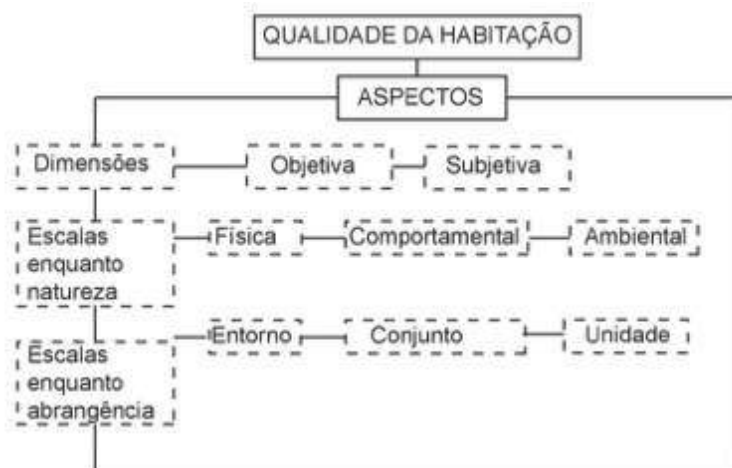 QUALIDADE DA HABITAÇÃO
ASPECTOS
Dimensões
Objetiva
Subjetiva
Escalas
enquanto
natureza
Física
Comportamental
Ambiental
Escalas
enquanto
abrangência
Entorno
Conjunto
Unidade